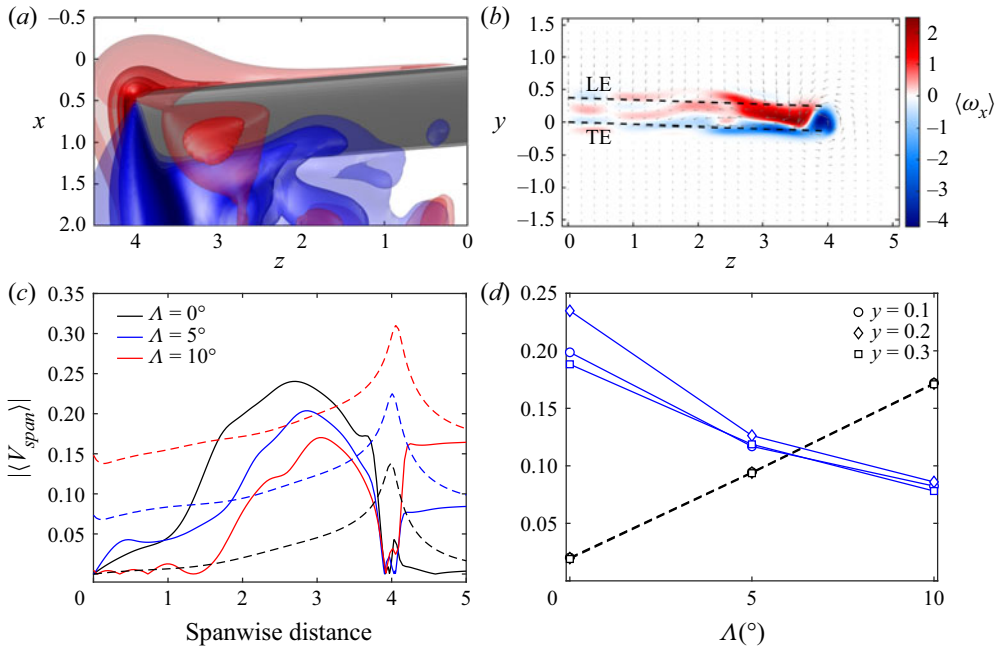 (a)
−0.5
0
0.5
1.0
1.5
2.0
x
4
3
2
1
0
z
(b)
1.5
1.0
0.5
0
−0.5
−1.0
−1.5
y
LE
TE
0
1
2
3
4
5
z
2
1
0
−1
−2
−3
−4
⟨ω_x⟩
(c)
0.35
0.30
0.25
0.20
0.15
0.10
0.05
|⟨V_span⟩|
Λ = 0°
Λ = 5°
Λ = 10°
0
1
2
3
4
5
Spanwise distance
(d)
0.25
0.20
0.15
0.10
0.05
y = 0.1
y = 0.2
y = 0.3
0
5
10
Λ(°)